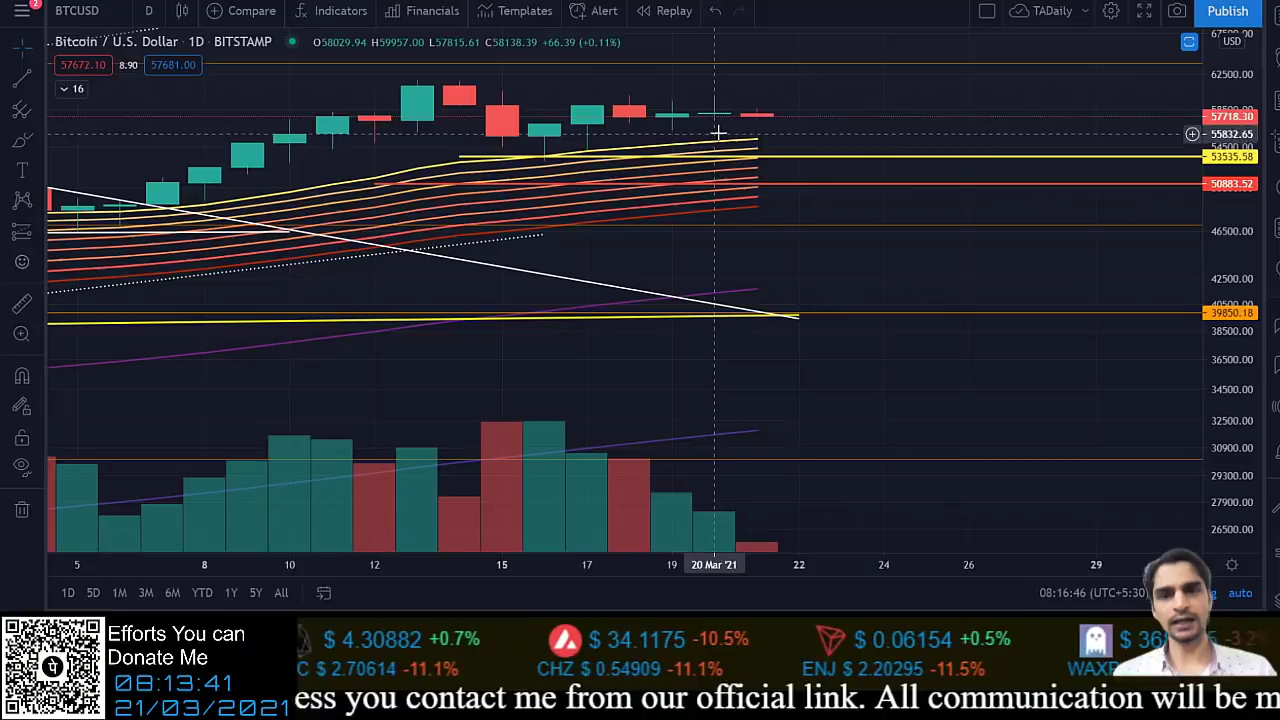 2
BTCUSD D Compare Indicators Financials Templates Alert Replay TADaily Publish
Bitcoin / U.S. Dollar · 1D · BITSTAMP O58029.94 H59957.00 L57815.61 C58138.39 +66.39 (+0.11%)
USD
57672.10 8.90 57681.00
62500.00
16
57718.30
55832.65
54500.00
53535.58
50883.52
46500.00
42500.00
40500.00
39850.18
38500.00
36500.00
34500.00
32500.00
30900.00
29300.00
27900.00
26500.00
5 8 10 12 15 17 19 20 Mar '21 22 24 26 29
1D 5D 1M 3M 6M YTD 1Y 5Y All 08:16:46 (UTC+5:30) auto
Efforts You can
Donate Me
08:13:41
21/03/2021
$ 4.30882 +0.7% $ 34.1175 -10.5% $ 0.06154 +0.5%
C $ 2.70614 -11.1% CHZ $ 0.54909 -11.1% ENJ $ 2.20295 -11.5% WAXP
ess you contact me from our official link. All communication will be m